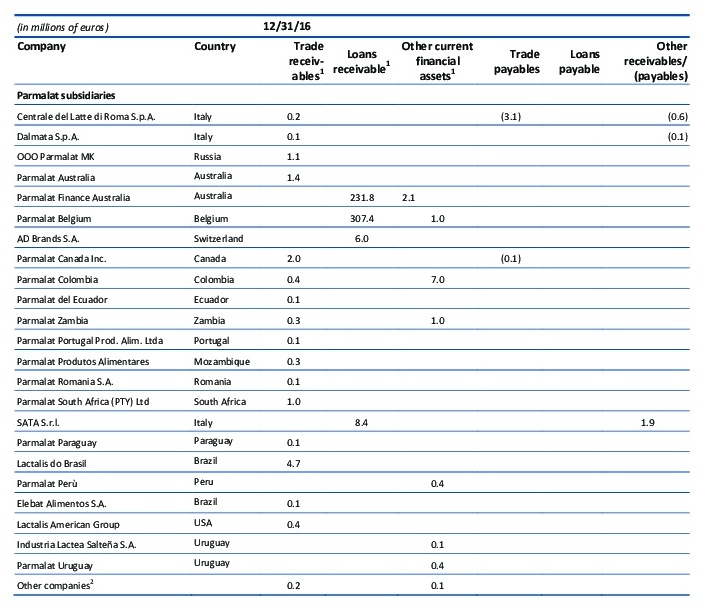 (in millions of euros) 12/31/16
Company Country Trade receiv-ables1 Loans receivable1 Other current financial assets1 Trade payables Loans payable Other receivables/ (payables)
Parmalat subsidiaries
Centrale del Latte di Roma S.p.A. Italy 0.2 (3.1) (0.6)
Dalmata S.p.A. Italy 0.1 (0.1)
OOO Parmalat MK Russia 1.1
Parmalat Australia Australia 1.4
Parmalat Finance Australia Australia 231.8 2.1
Parmalat Belgium Belgium 307.4 1.0
AD Brands S.A. Switzerland 6.0
Parmalat Canada Inc. Canada 2.0 (0.1)
Parmalat Colombia Colombia 0.4 7.0
Parmalat del Ecuador Ecuador 0.1
Parmalat Zambia Zambia 0.3 1.0
Parmalat Portugal Prod. Alim. Ltda Portugal 0.1
Parmalat Produtos Alimentares Mozambique 0.3
Parmalat Romania S.A. Romania 0.1
Parmalat South Africa (PTY) Ltd South Africa 1.0
SATA S.r.l. Italy 8.4 1.9
Parmalat Paraguay Paraguay 0.1
Lactalis do Brasil Brazil 4.7
Parmalat Perù Peru 0.4
Elebat Alimentos S.A. Brazil 0.1
Lactalis American Group USA 0.4
Industria Lactea Salteña S.A. Uruguay 0.1
Parmalat Uruguay Uruguay 0.4
Other companies2 0.2 0.1